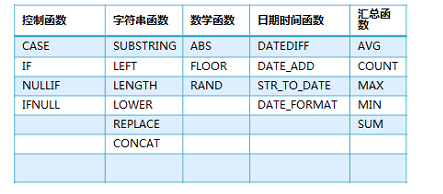 控制函数 字符串函数 数学函数 日期时间函数 汇总函数
CASE SUBSTRING ABS DATEDIFF AVG
IF LEFT FLOOR DATE_ADD COUNT
NULLIF LENGTH RAND STR_TO_DATE MAX
IFNULL LOWER DATE_FORMAT MIN
REPLACE SUM
CONCAT